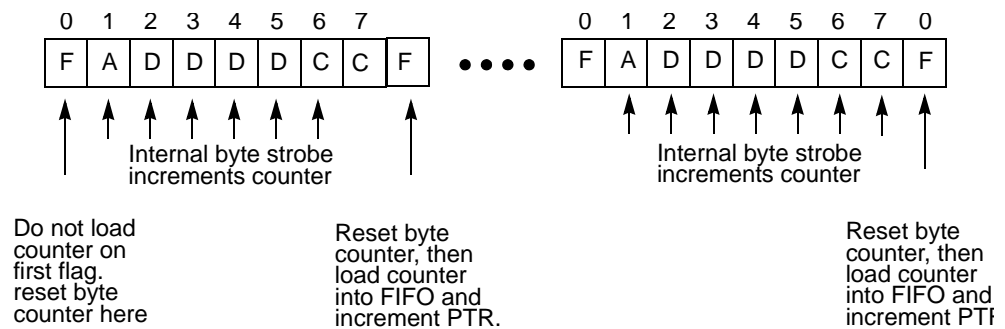 0 1 2 3 4 5 6 7
0 1 2 3 4 5 6 7 0
F A D D D D C C F
F A D D D D C C F
Internal byte strobe
increments counter
Internal byte strobe
increments counter
Do not load
counter on
first flag.
reset byte
counter here
Reset byte
counter, then
load counter
into FIFO and
increment PTR.
Reset byte
counter, then
load counter
into FIFO and
increment PTR